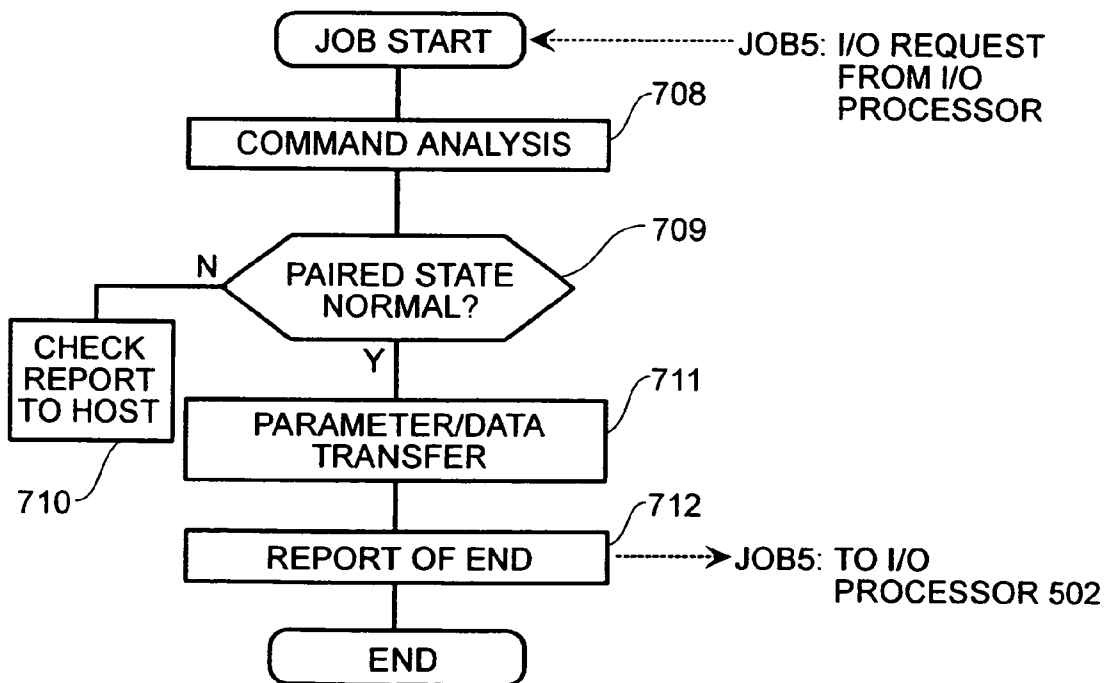 JOB START
JOB5: I/O REQUEST
FROM I/O
PROCESSOR
708
COMMAND ANALYSIS
709
N
PAIRED STATE
NORMAL?
CHECK
REPORT
TO HOST
Y
710
711
PARAMETER/DATA
TRANSFER
712
REPORT OF END
JOB5: TO I/O
PROCESSOR 502
END